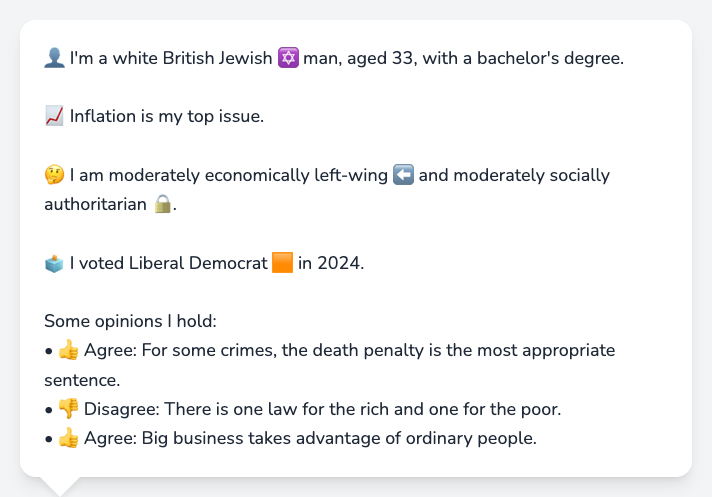 👤 I'm a white British Jewish ✡️ man, aged 33, with a bachelor's degree.
📈 Inflation is my top issue.
🤔 I am moderately economically left-wing ⬅️ and moderately socially
authoritarian 🔒.
🗳️ I voted Liberal Democrat 🟧 in 2024.
Some opinions I hold:
• 👍 Agree: For some crimes, the death penalty is the most appropriate
sentence.
• 👎 Disagree: There is one law for the rich and one for the poor.
• 👍 Agree: Big business takes advantage of ordinary people.